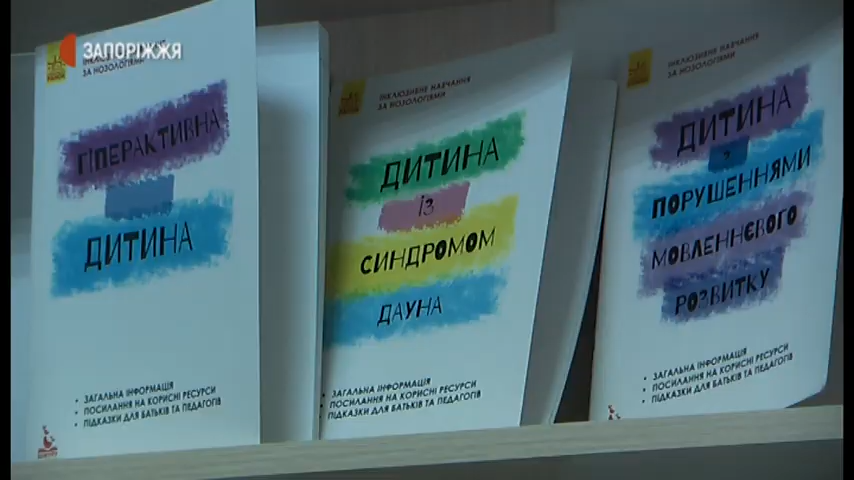 ЗАПОРІЖЖЯ
ІНКЛЮЗИВНЕ НАВЧАННЯ
ЗА НОЗОЛОГІЯМИ
ГІПЕРАКТИВНА
ДИТИНА
• ЗАГАЛЬНА ІНФОРМАЦІЯ
• ПОСИЛАННЯ НА КОРИСНІ РЕСУРСИ
• ПІДКАЗКИ ДЛЯ БАТЬКІВ ТА ПЕДАГОГІВ
ІНКЛЮЗИВНЕ НАВЧАННЯ
ЗА НОЗОЛОГІЯМИ
ДИТИНА
ІЗ
СИНДРОМОМ
ДАУНА
• ЗАГАЛЬНА ІНФОРМАЦІЯ
• ПОСИЛАННЯ НА КОРИСНІ РЕСУРСИ
• ПІДКАЗКИ ДЛЯ БАТЬКІВ ТА ПЕДАГОГІВ
ІНКЛЮЗИВНЕ НАВЧАННЯ
ЗА НОЗОЛОГІЯМИ
ДИТИНА
З
ПОРУШЕННЯМИ
МОВЛЕННЄВОГО
РОЗВИТКУ
• ЗАГАЛЬНА ІНФОРМАЦІЯ
• ПОСИЛАННЯ НА КОРИСНІ РЕСУРСИ
• ПІДКАЗКИ ДЛЯ БАТЬКІВ ТА ПЕДАГОГІВ